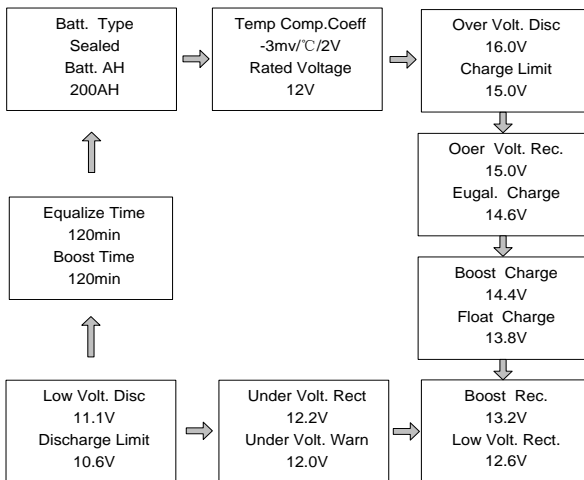 Batt. Type
Sealed
Batt. AH
200AH
Temp Comp.Coeff
-3mv/℃/2V
Rated Voltage
12V
Over Volt. Disc
16.0V
Charge Limit
15.0V
Ooer Volt. Rec.
15.0V
Eugal. Charge
14.6V
Equalize Time
120min
Boost Time
120min
Boost Charge
14.4V
Float Charge
13.8V
Low Volt. Disc
11.1V
Discharge Limit
10.6V
Under Volt. Rect
12.2V
Under Volt. Warn
12.0V
Boost Rec.
13.2V
Low Volt. Rect.
12.6V